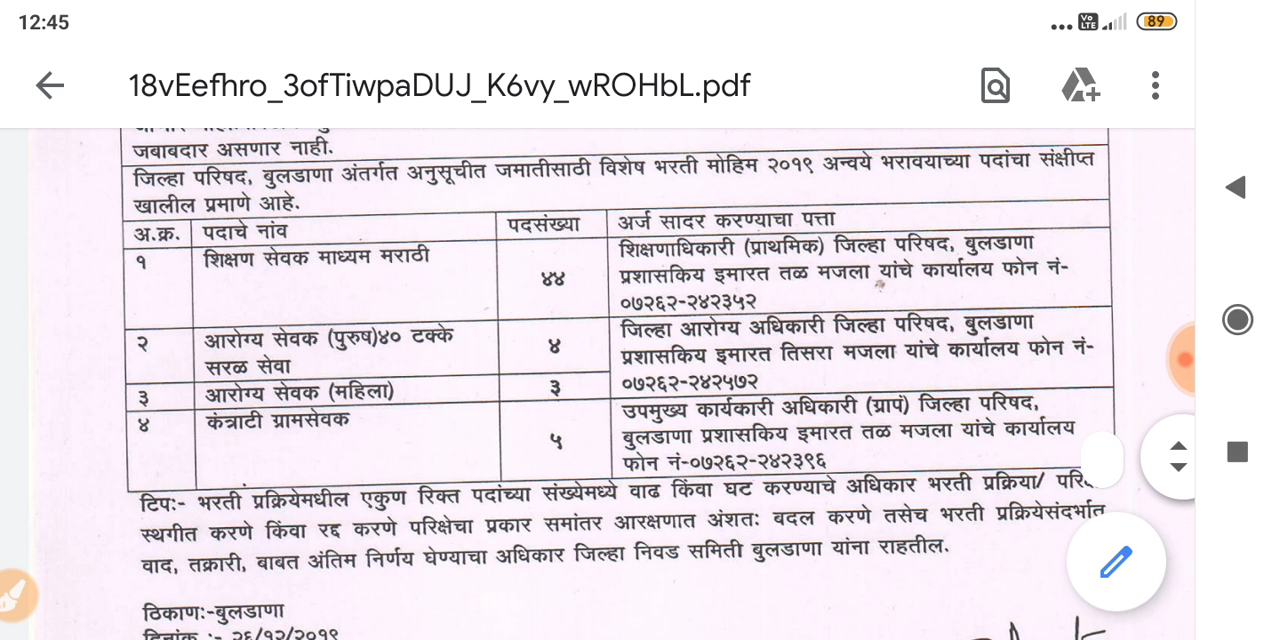 12:45
Vo LTE
89
18vEefhro_3ofTiwpaDUJ_K6vy_wROHbL.pdf
जबाबदार असणार नाही.
जिल्हा परिषद, बुलडाणा अंतर्गत अनुसूचीत जमातीसाठी विशेष भरती मोहिम २०१९ अन्वये भरावयाच्या पदांचा संक्षीप्त
खालील प्रमाणे आहे.
अ.क्र. पदाचे नांव पदसंख्या अर्ज सादर करण्याचा पत्ता
१ शिक्षण सेवक माध्यम मराठी ४४ शिक्षणाधिकारी (प्राथमिक) जिल्हा परिषद, बुलडाणा
प्रशासकिय इमारत तळ मजला यांचे कार्यालय फोन नं-
०७२६२-२४२३५२
२ आरोग्य सेवक (पुरुष)४० टक्के
सरळ सेवा
४
जिल्हा आरोग्य अधिकारी जिल्हा परिषद, बुलडाणा
प्रशासकिय इमारत तिसरा मजला यांचे कार्यालय फोन नं-
०७२६२-२४२५७२
३ आरोग्य सेवक (महिला) ३
४ कंत्राटी ग्रामसेवक ५ उपमुख्य कार्यकारी अधिकारी (ग्रापं) जिल्हा परिषद,
बुलडाणा प्रशासकिय इमारत तळ मजला यांचे कार्यालय
फोन नं-०७२६२-२४२३९६
टिपः- भरती प्रक्रियेमधील एकुण रिक्त पदांच्या संख्येमध्ये वाढ किंवा घट करण्याचे अधिकार भरती प्रक्रिया/
स्थगीत करणे किंवा रद्द करणे परिक्षेचा प्रकार समांतर आरक्षणात अंशतः बदल करणे तसेच भरती प्रक्रियेसंदर्भात
वाद, तक्रारी, बाबत अंतिम निर्णय घेण्याचा अधिकार जिल्हा निवड समिती बुलडाणा यांना राहतील.
ठिकाणः-बुलडाणा
दिनांक :- २६/१२/२०१९